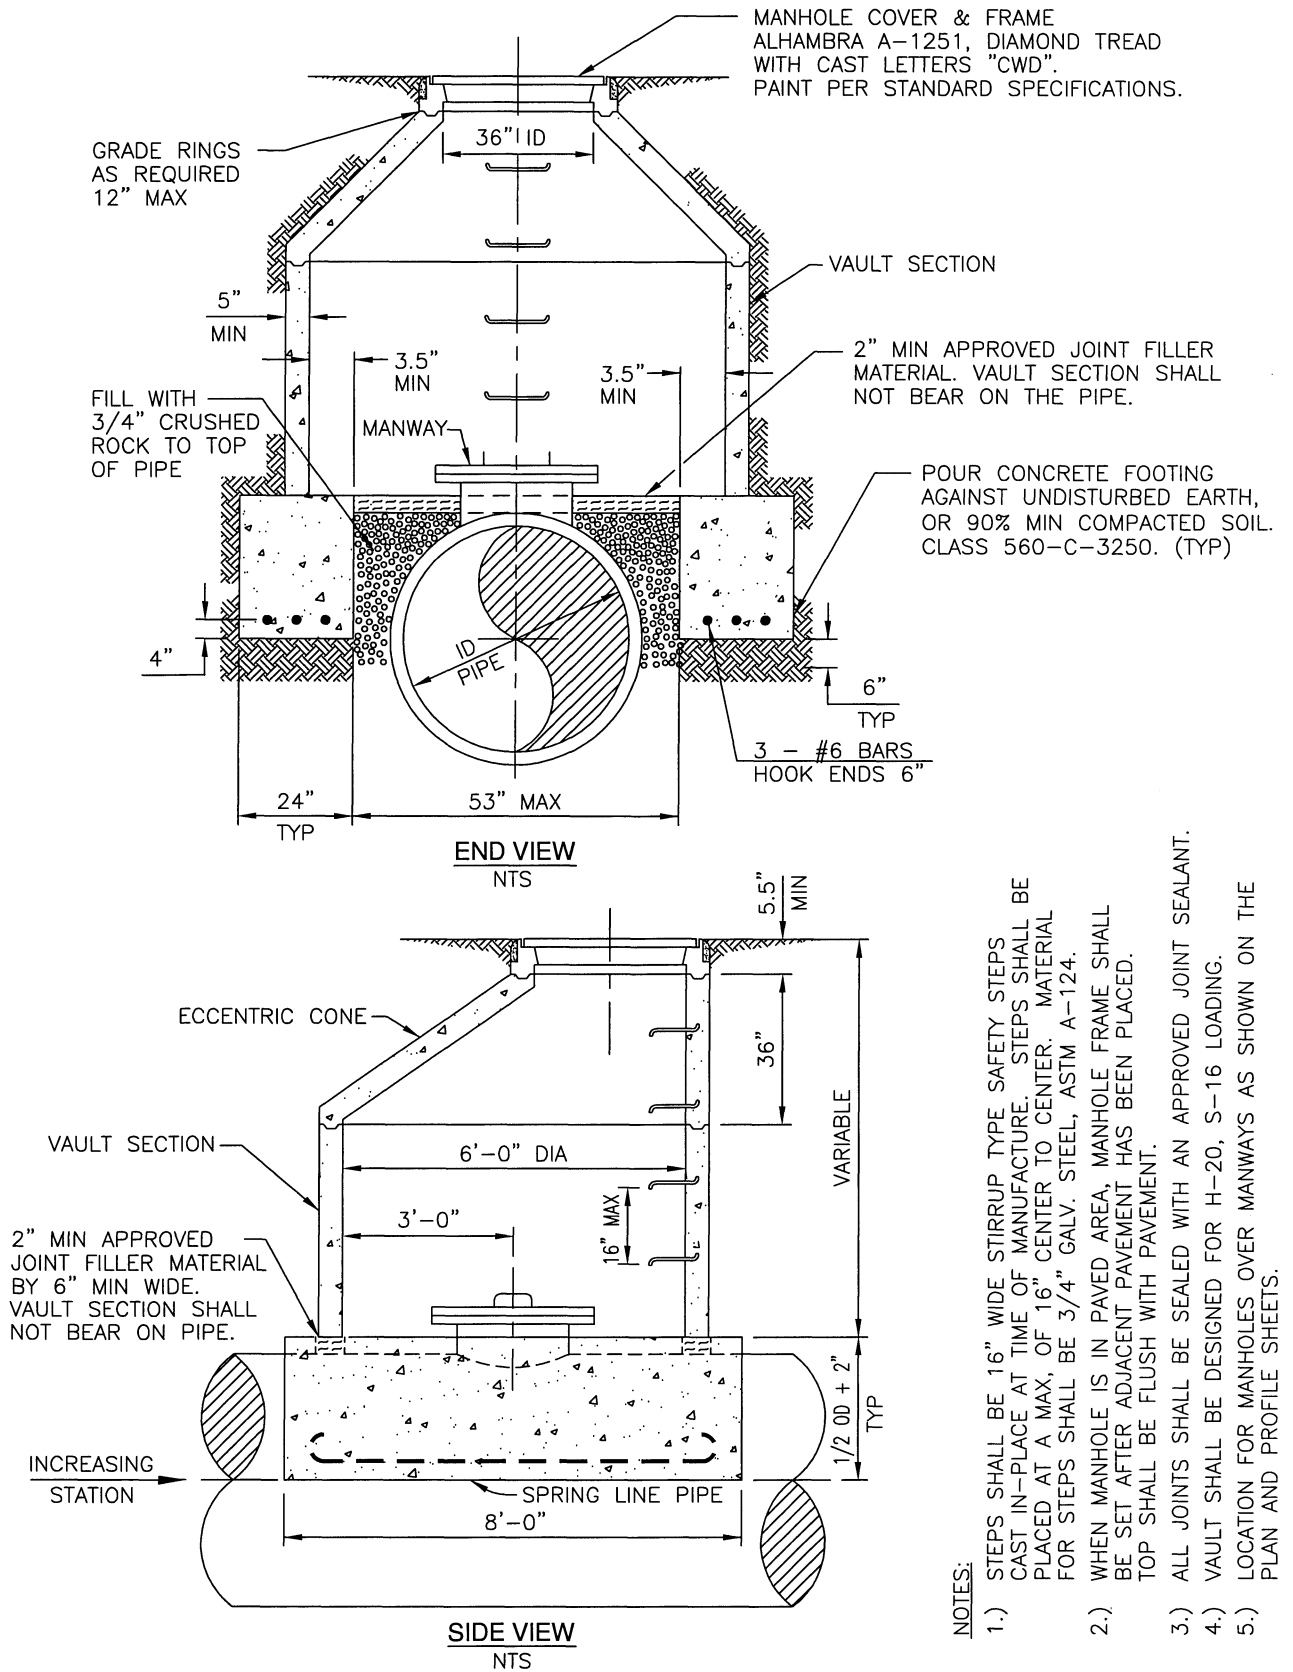 MANHOLE COVER & FRAME
ALHAMBRA A-1251, DIAMOND TREAD
WITH CAST LETTERS "CWD".
PAINT PER STANDARD SPECIFICATIONS.
GRADE RINGS
AS REQUIRED
12" MAX
36" ID
VAULT SECTION
5"
MIN
3.5"
MIN
3.5"
MIN
2" MIN APPROVED JOINT FILLER
MATERIAL. VAULT SECTION SHALL
NOT BEAR ON THE PIPE.
FILL WITH
3/4" CRUSHED
ROCK TO TOP
OF PIPE
MANWAY
POUR CONCRETE FOOTING
AGAINST UNDISTURBED EARTH,
OR 90% MIN COMPACTED SOIL.
CLASS 560-C-3250. (TYP)
ID
PIPE
4"
6"
TYP
3 - #6 BARS
HOOK ENDS 6"
24"
TYP
53" MAX
END VIEW
NTS
5.5"
MIN
ECCENTRIC CONE
36"
VARIABLE
VAULT SECTION
6'-0" DIA
3'-0"
16" MAX
2" MIN APPROVED
JOINT FILLER MATERIAL
BY 6" MIN WIDE.
VAULT SECTION SHALL
NOT BEAR ON PIPE.
1/2 OD + 2"
TYP
INCREASING
STATION
SPRING LINE PIPE
8'-0"
SIDE VIEW
NTS
NOTES:
1.) STEPS SHALL BE 16" WIDE STIRRUP TYPE SAFETY STEPS
CAST IN-PLACE AT TIME OF MANUFACTURE. STEPS SHALL BE
PLACED AT A MAX, OF 16" CENTER TO CENTER. MATERIAL
FOR STEPS SHALL BE 3/4" GALV. STEEL, ASTM A-124.
2.) WHEN MANHOLE IS IN PAVED AREA, MANHOLE FRAME SHALL
BE SET AFTER ADJACENT PAVEMENT HAS BEEN PLACED.
TOP SHALL BE FLUSH WITH PAVEMENT.
3.) ALL JOINTS SHALL BE SEALED WITH AN APPROVED JOINT SEALANT.
4.) VAULT SHALL BE DESIGNED FOR H-20, S-16 LOADING.
5.) LOCATION FOR MANHOLES OVER MANWAYS AS SHOWN ON THE
PLAN AND PROFILE SHEETS.